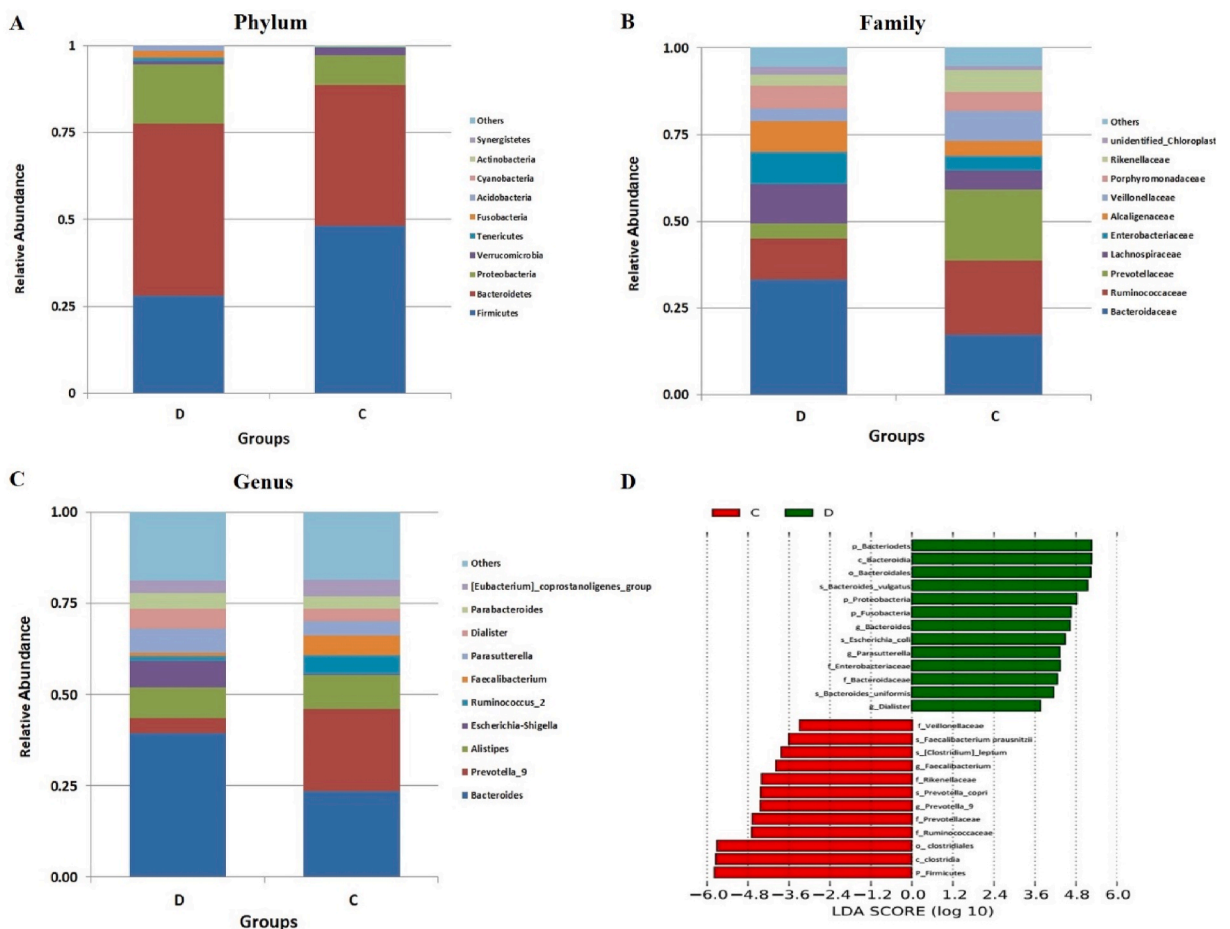 A
Phylum
1
0.75
0.5
0.25
0
Relative Abundance
D
C
Groups
Others
Synergistetes
Actinobacteria
Cyanobacteria
Acidobacteria
Fusobacteria
Tenericutes
Verrucomicrobia
Proteobacteria
Bacteroidetes
Firmicutes
B
Family
1.00
0.75
0.50
0.25
0.00
Relative Abundance
D
C
Groups
Others
unidentified_Chloroplast
Rikenellaceae
Porphyromonadaceae
Veillonellaceae
Alcaligenaceae
Enterobacteriaceae
Lachnospiraceae
Prevotellaceae
Ruminococcaceae
Bacteroidaceae
C
Genus
1.00
0.75
0.50
0.25
0.00
Relative Abundance
D
C
Groups
Others
[Eubacterium]_coprostanoligenes_group
Parabacteroides
Dialister
Parasutterella
Faecalibacterium
Ruminococcus_2
Escherichia-Shigella
Alistipes
Prevotella_9
Bacteroides
D
C D
p_Bacteriodets
c_Bacteroidia
o_Bacteroidales
s_Bacteroides_vulgatus
p_Proteobacteria
p_Fusobacteria
g_Bacteroides
s_Escherichia_coli
g_Parasutterella
f_Enterobacteriaceae
f_Bacteroidaceae
s_Bacteroides_uniformis
g_Dialister
f_Veillonellaceae
s_Faecalibacterium prausnitzii
s_[Clostridium]_leptum
g_Faecalibacterium
f_Rikenellaceae
s_Prevotella_copri
g_Prevotella_9
f_Prevotellaceae
f_Ruminococcaceae
o_ clostridiales
c_clostridia
P_Firmicutes
−6.0 −4.8 −3.6 −2.4 −1.2 0.0 1.2 2.4 3.6 4.8 6.0
LDA SCORE (log 10)